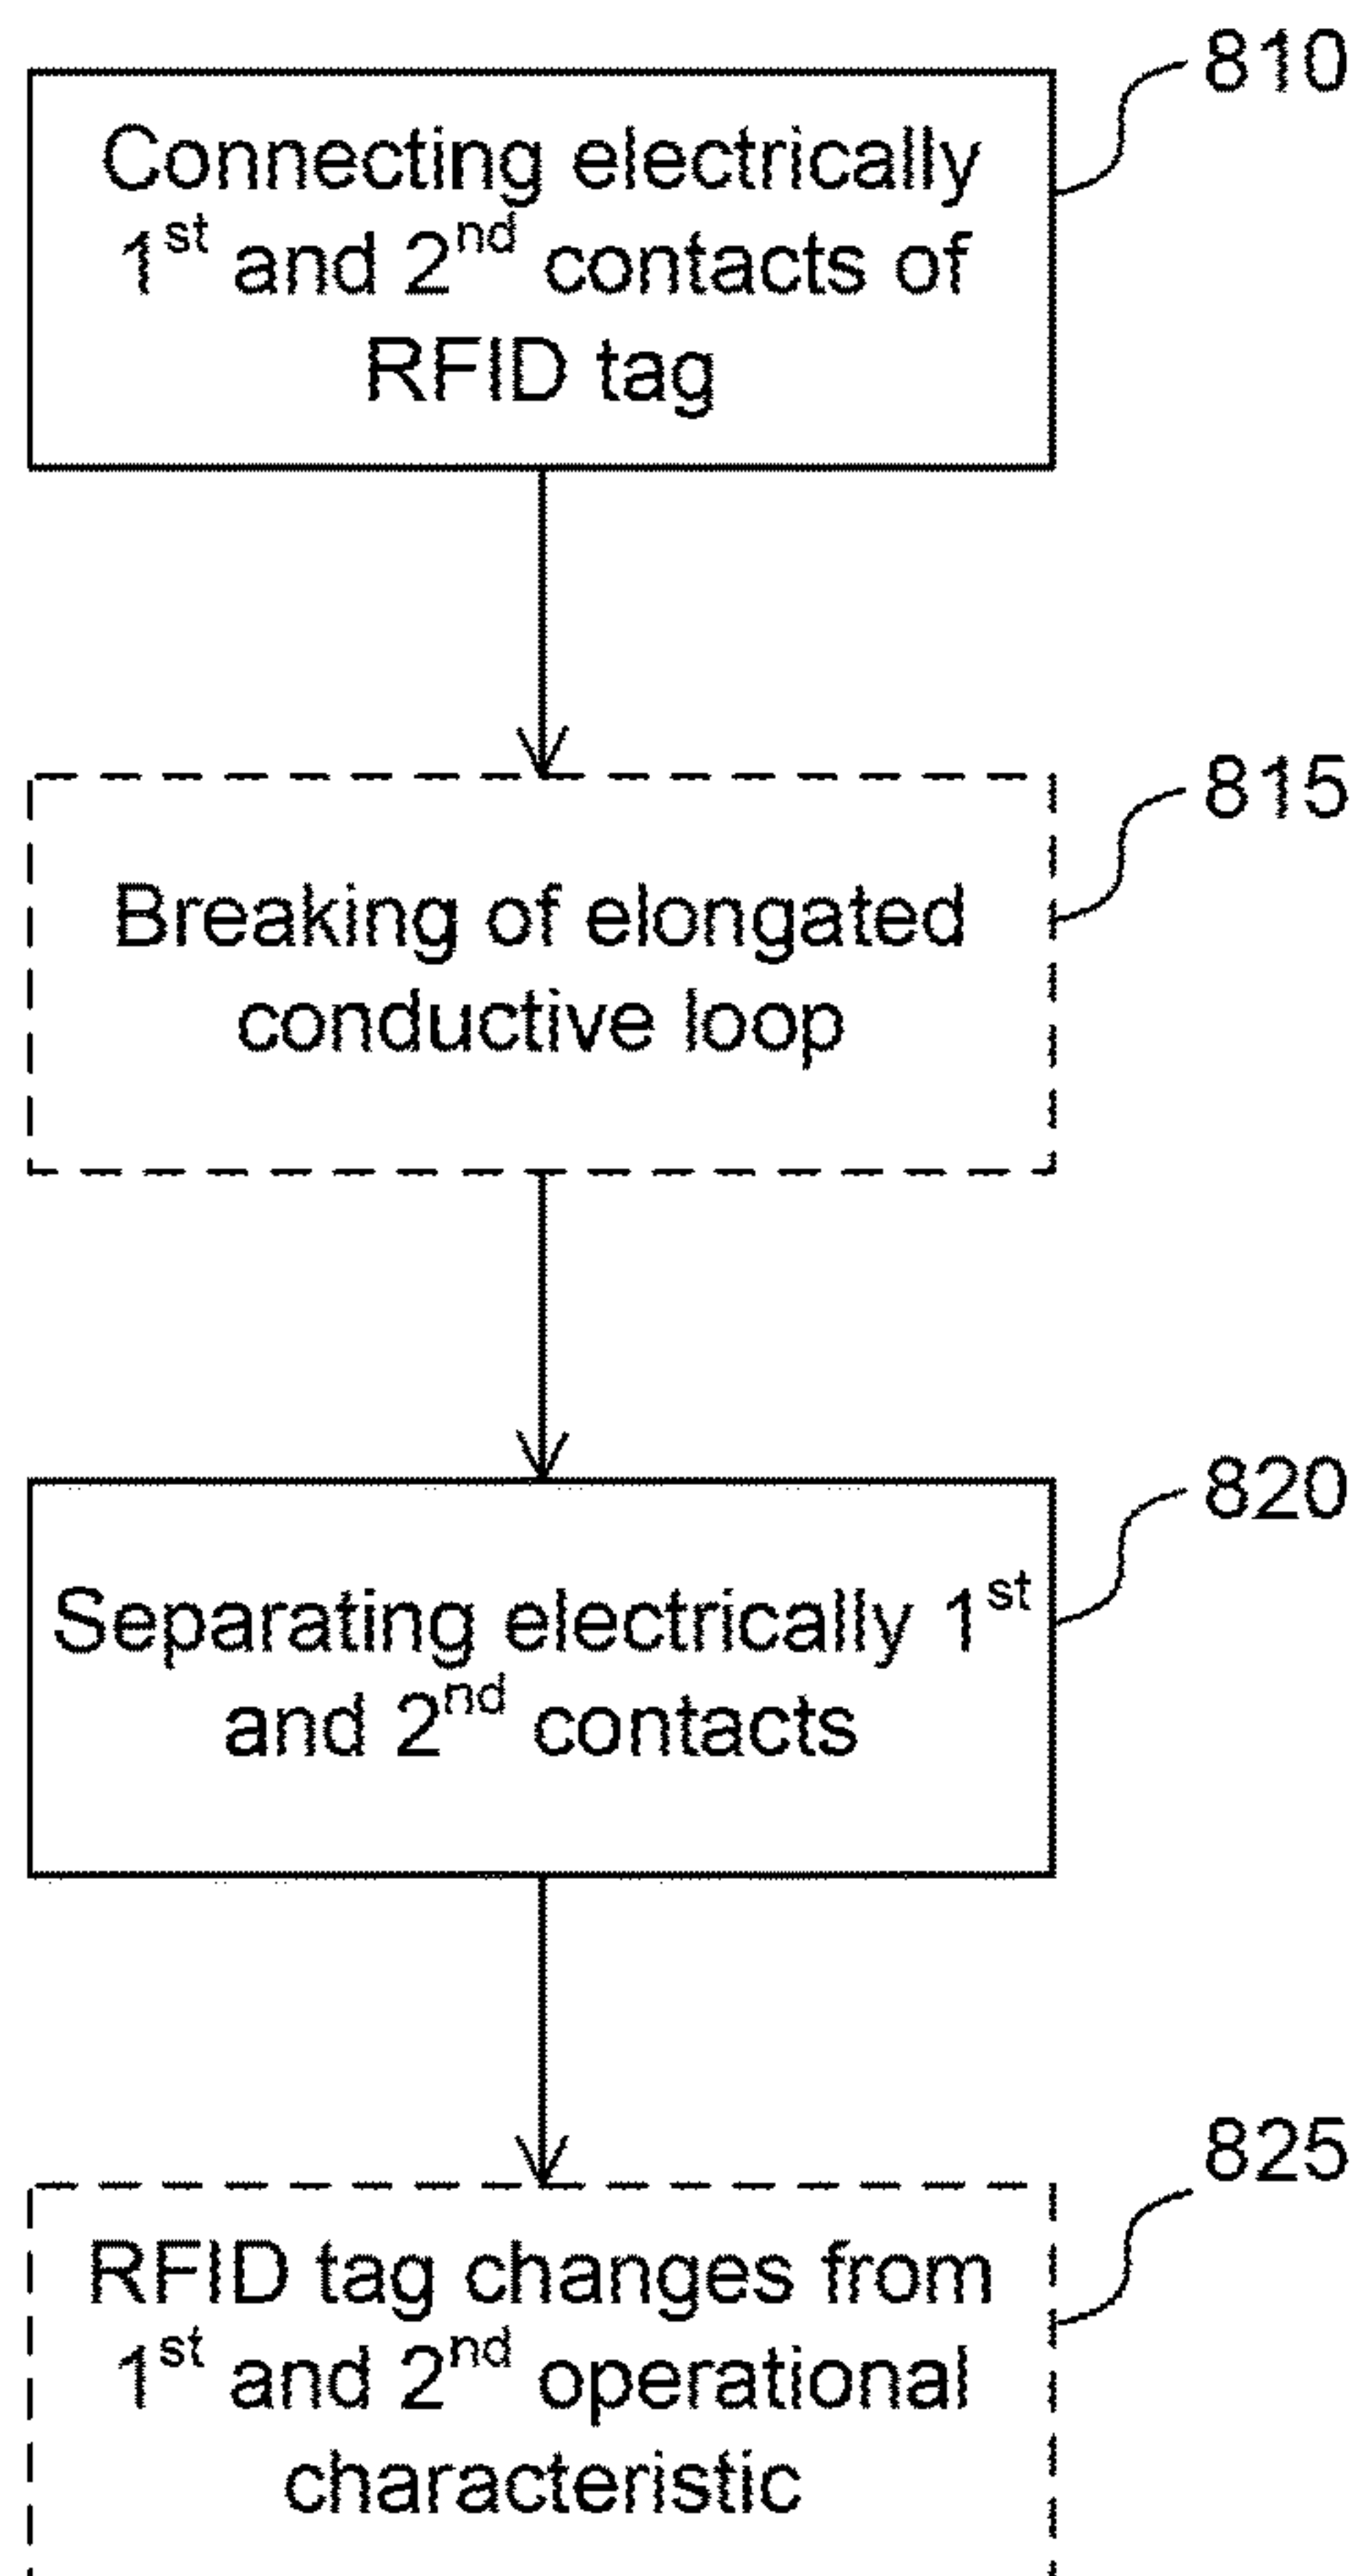 810
Connecting electrically
1st and 2nd contacts of
RFID tag
815
Breaking of elongated
conductive loop
820
Separating electrically 1st
and 2nd contacts
825
RFID tag changes from
1st and 2nd operational
characteristic